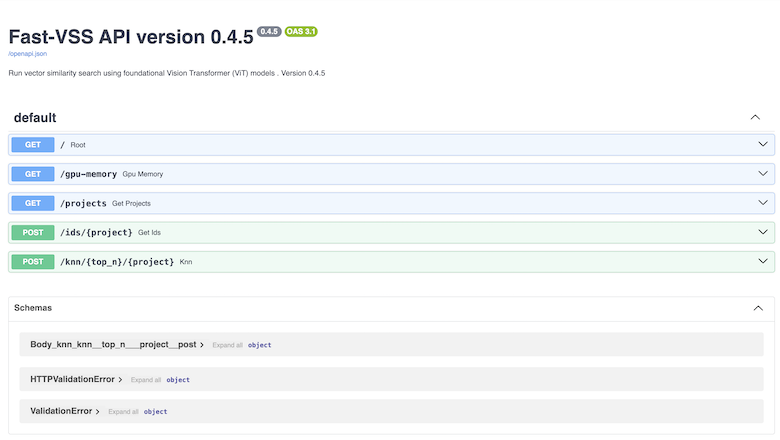 Fast-VSS API version 0.4.5 0.4.5 OAS 3.1
/openapi.json
Run vector similarity search using foundational Vision Transformer (ViT) models . Version 0.4.5
default
GET / Root
GET /gpu-memory Gpu Memory
GET /projects Get Projects
POST /ids/{project} Get Ids
POST /knn/{top_n}/{project} Knn
Schemas
Body_knn_knn__top_n___project__post Expand all object
HTTPValidationError Expand all object
ValidationError Expand all object